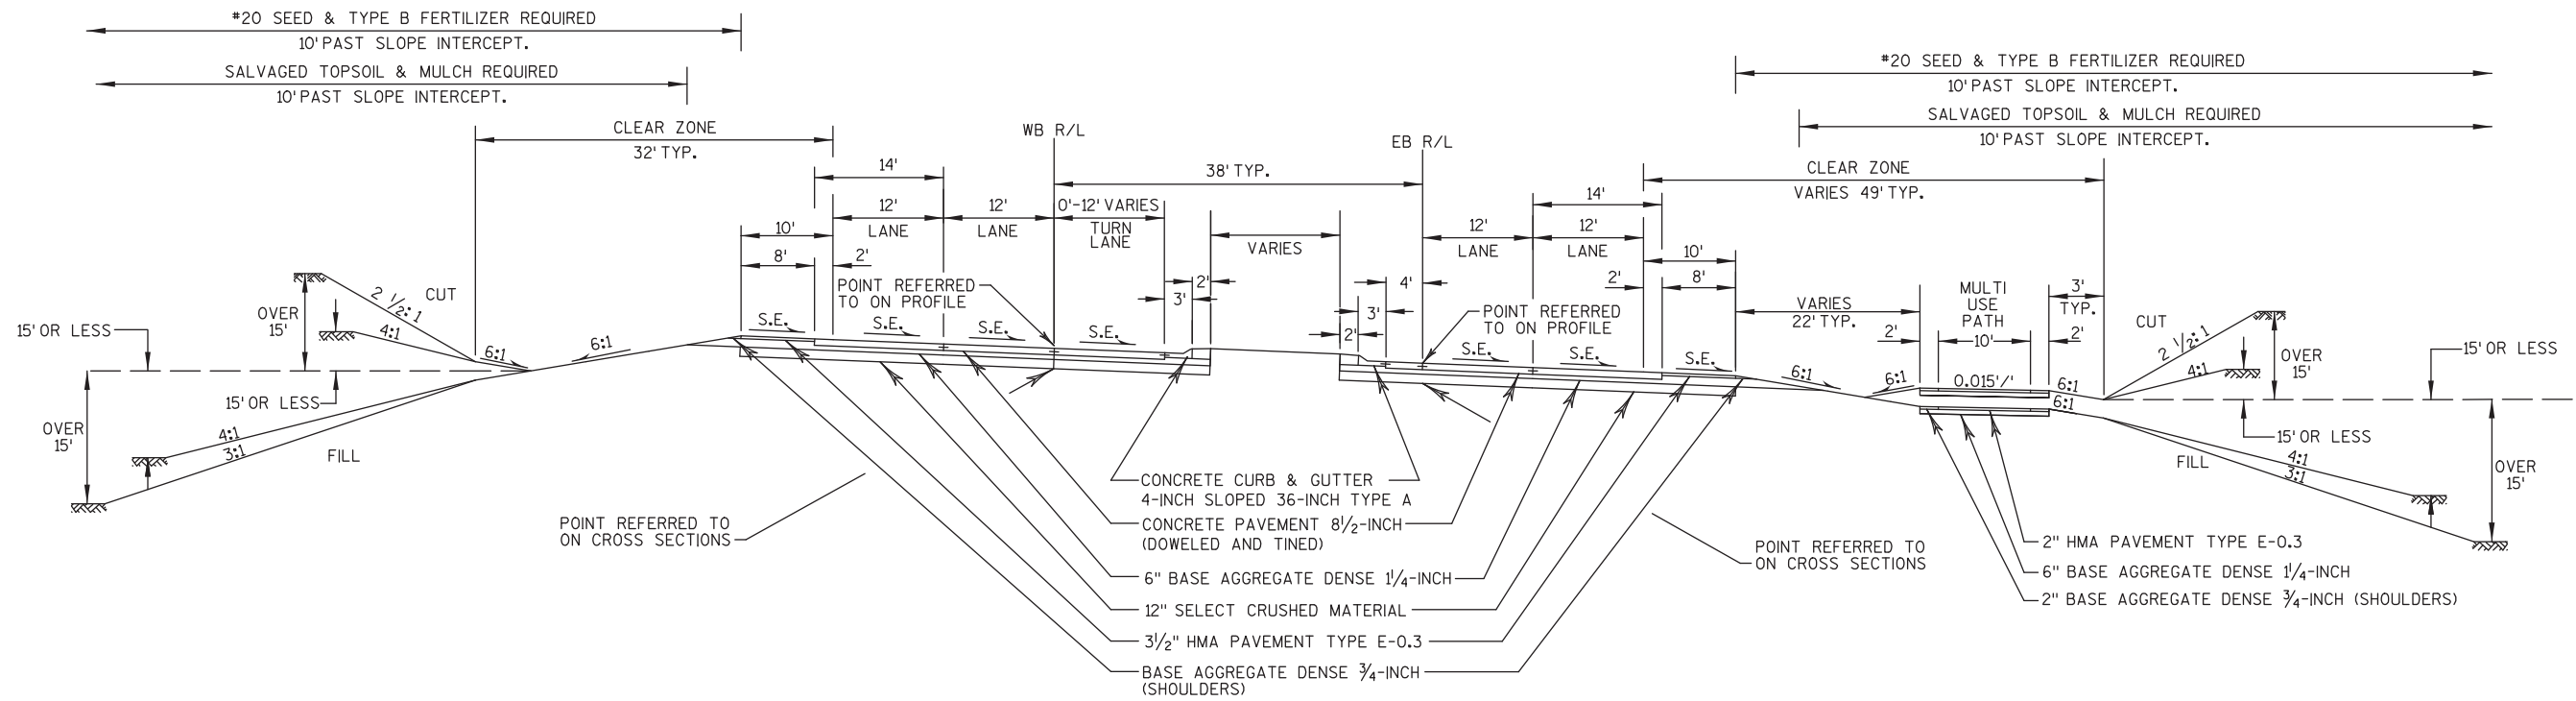 #20 SEED & TYPE B FERTILIZER REQUIRED
10' PAST SLOPE INTERCEPT.
SALVAGED TOPSOIL & MULCH REQUIRED
10' PAST SLOPE INTERCEPT.
#20 SEED & TYPE B FERTILIZER REQUIRED
10' PAST SLOPE INTERCEPT.
SALVAGED TOPSOIL & MULCH REQUIRED
10' PAST SLOPE INTERCEPT.
CLEAR ZONE
32' TYP.
WB R/L
EB R/L
38' TYP.
CLEAR ZONE
VARIES 49' TYP.
14'
12'
LANE
12'
LANE
0'-12' VARIES
TURN
LANE
10'
8'
2'
VARIES
2'
3'
4'
3'
2'
14'
12'
LANE
12'
LANE
10'
2'
8'
VARIES
22' TYP.
MULTI
USE
PATH
2'
10'
2'
3'
TYP.
POINT REFERRED
TO ON PROFILE
POINT REFERRED
TO ON PROFILE
S.E.
S.E.
S.E.
S.E.
S.E.
S.E.
S.E.
15' OR LESS
OVER
15'
2 1/2:1
CUT
4:1
6:1
6:1
15' OR LESS
OVER
15'
4:1
3:1
FILL
6:1
6:1
0.015'/'
6:1
6:1
CUT
2 1/2:1
4:1
OVER
15'
15' OR LESS
15' OR LESS
FILL
4:1
3:1
OVER
15'
POINT REFERRED TO
ON CROSS SECTIONS
CONCRETE CURB & GUTTER
4-INCH SLOPED 36-INCH TYPE A
CONCRETE PAVEMENT 8 1/2-INCH
(DOWELED AND TINED)
6" BASE AGGREGATE DENSE 1 1/4-INCH
12" SELECT CRUSHED MATERIAL
3 1/2" HMA PAVEMENT TYPE E-0.3
BASE AGGREGATE DENSE 3/4-INCH
(SHOULDERS)
POINT REFERRED TO
ON CROSS SECTIONS
2" HMA PAVEMENT TYPE E-0.3
6" BASE AGGREGATE DENSE 1 1/4-INCH
2" BASE AGGREGATE DENSE 3/4-INCH (SHOULDERS)